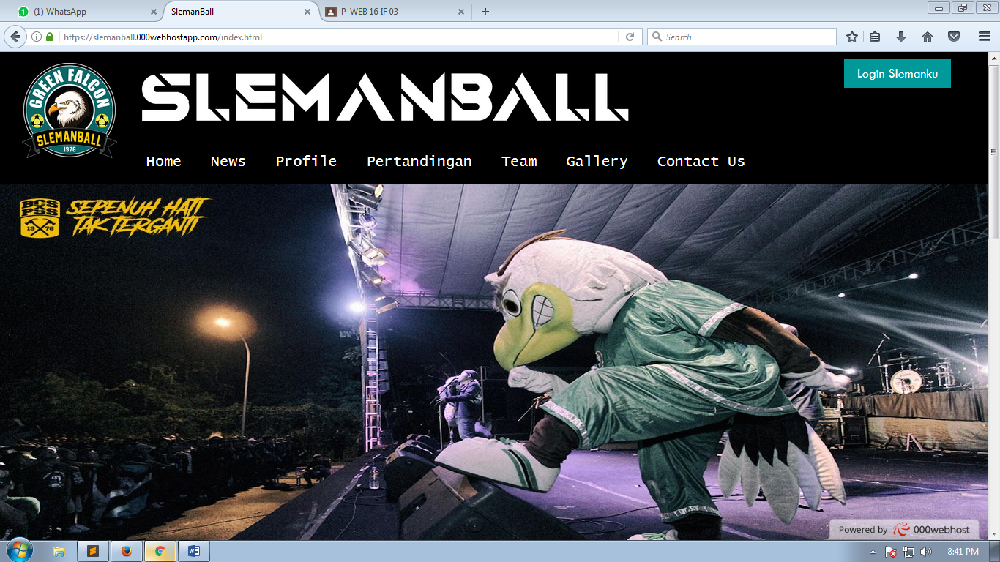 (1) WhatsApp
SlemanBall
P-WEB 16 IF 03
https://slemanball.000webhostapp.com/index.html
Search
GREEN FALCON
SLEMANBALL
1976
SLEMANBALL
Login Slemanku
Home News Profile Pertandingan Team Gallery Contact Us
BCS
PSS
19 76
SEPENUH HATI
TAK TERGANTI
Powered by 000webhost
8:41 PM